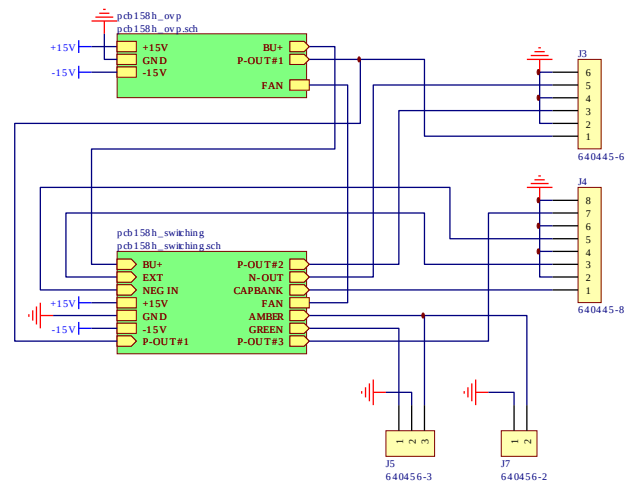 pcb158h_ovp
pcb158h_ovp.sch
+15V
+15V
BU+
GND
P-OUT#1
-15V
-15V
FAN
J3
6
5
4
3
2
1
640445-6
J4
8
7
6
5
4
3
2
1
640445-8
pcb158h_switching
pcb158h_switching.sch
BU+
P-OUT#2
EXT
N-OUT
NEG IN
CAPBANK
+15V
+15V
FAN
GND
AMBER
-15V
-15V
GREEN
P-OUT#1
P-OUT#3
1
2
3
J5
640456-3
1
2
J7
640456-2